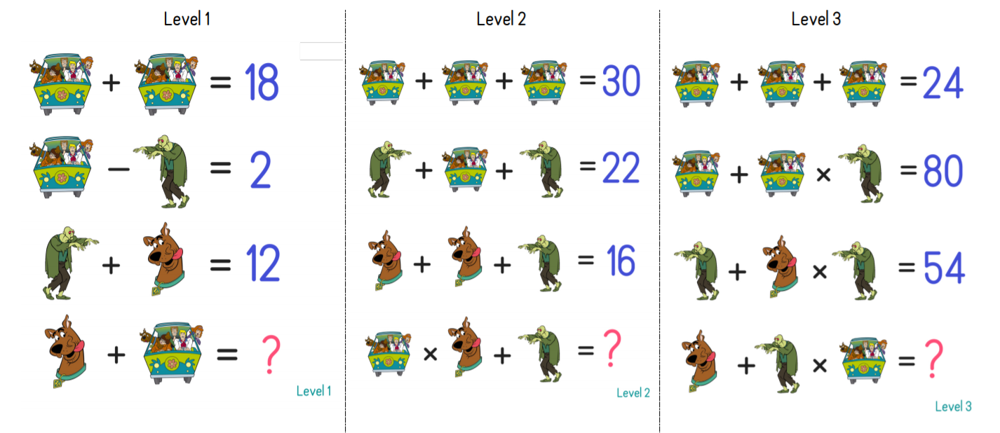 Level 1
+ = 18
− = 2
+ = 12
+ = ?
Level 1
Level 2
+ + = 30
+ + = 22
+ + = 16
× + = ?
Level 2
Level 3
+ + = 24
+ × = 80
+ × = 54
+ × = ?
Level 3